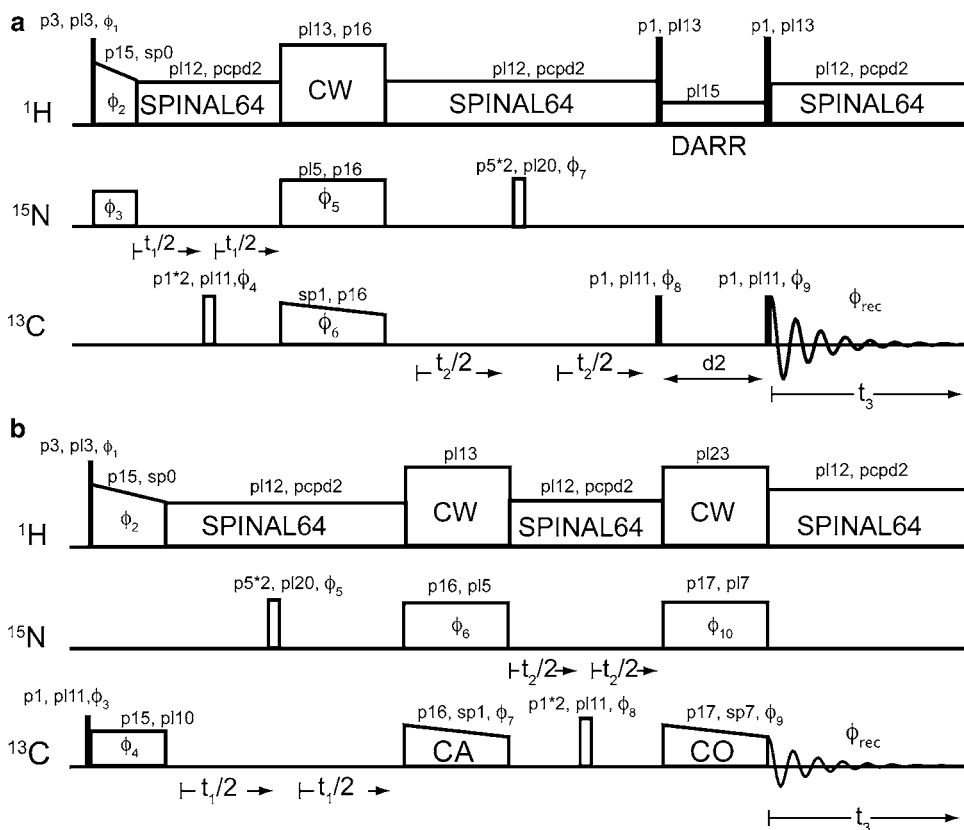 a
p3, pl3, ϕ1
p15, sp0
pl12, pcpd2
pl13, p16
pl12, pcpd2
p1, pl13
p1, pl13
pl12, pcpd2
pl15
1H
ϕ2
SPINAL64
CW
SPINAL64
SPINAL64
DARR
15N
ϕ3
pl5, p16
ϕ5
p5*2, pl20, ϕ7
t1/2
t1/2
p1*2, pl11,ϕ4
sp1, p16
p1, pl11, ϕ8
p1, pl11, ϕ9
ϕrec
13C
ϕ6
t2/2
t2/2
d2
t3
b
p3, pl3, ϕ1
p15, sp0
pl12, pcpd2
pl13
pl12, pcpd2
pl23
pl12, pcpd2
1H
ϕ2
SPINAL64
CW
SPINAL64
CW
SPINAL64
p5*2, pl20, ϕ5
p16, pl5
p17, pl7
15N
ϕ6
ϕ10
t2/2
t2/2
p1, pl11,ϕ3
p15, pl10
p16, sp1, ϕ7
p1*2, pl11, ϕ8
p17, sp7, ϕ9
ϕrec
13C
ϕ4
CA
CO
t1/2
t1/2
t3